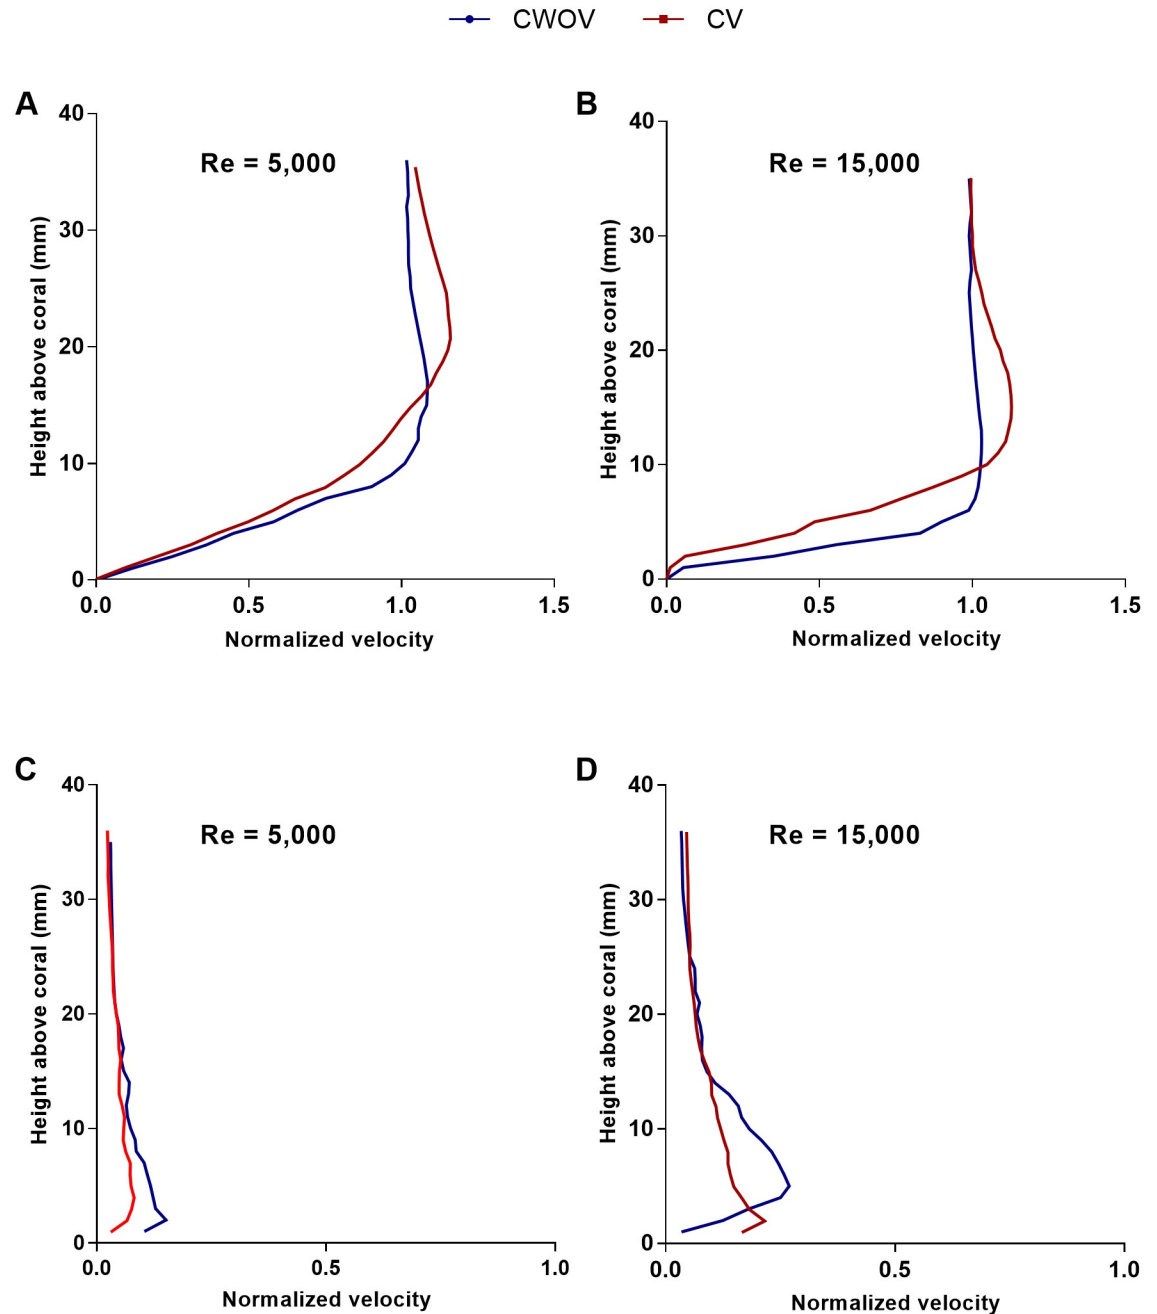 CWOV CV
A
Re = 5,000
Height above coral (mm)
40
30
20
10
0
0.0 0.5 1.0 1.5
Normalized velocity
B
Re = 15,000
Height above coral (mm)
40
30
20
10
0
0.0 0.5 1.0 1.5
Normalized velocity
C
Re = 5,000
Height above coral (mm)
40
30
20
10
0
0.0 0.5 1.0
Normalized velocity
D
Re = 15,000
Height above coral (mm)
40
30
20
10
0
0.0 0.5 1.0
Normalized velocity